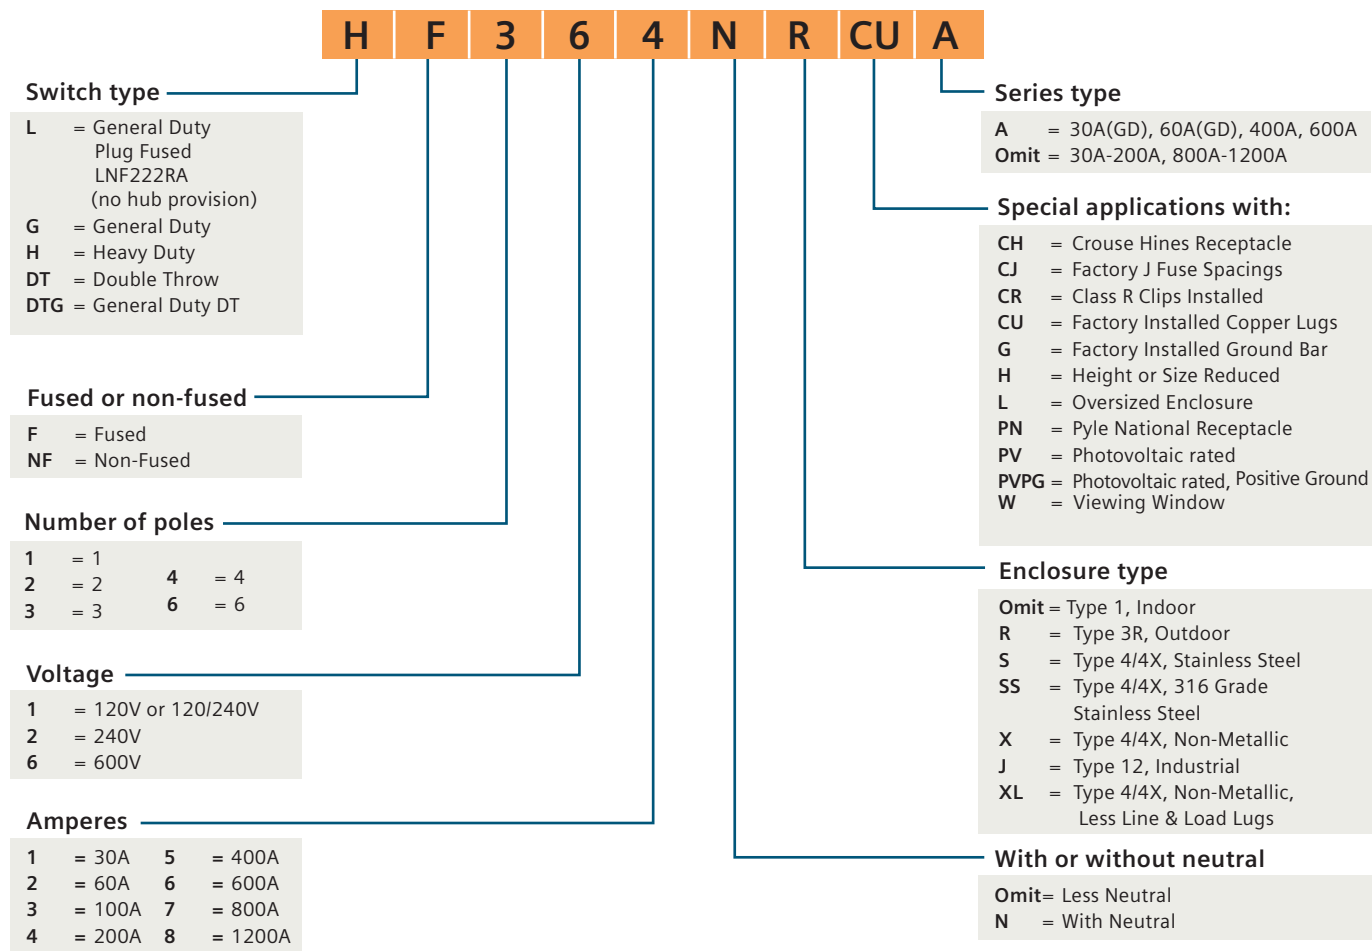 H F 3 6 4 N R CU A
Switch type
L = General Duty
Plug Fused
LNF222RA
(no hub provision)
G = General Duty
H = Heavy Duty
DT = Double Throw
DTG = General Duty DT
Fused or non-fused
F = Fused
NF = Non-Fused
Number of poles
1 = 1
2 = 2
3 = 3
4 = 4
6 = 6
Voltage
1 = 120V or 120/240V
2 = 240V
6 = 600V
Amperes
1 = 30A 5 = 400A
2 = 60A 6 = 600A
3 = 100A 7 = 800A
4 = 200A 8 = 1200A
Series type
A = 30A(GD), 60A(GD), 400A, 600A
Omit = 30A-200A, 800A-1200A
Special applications with:
CH = Crouse Hines Receptacle
CJ = Factory J Fuse Spacings
CR = Class R Clips Installed
CU = Factory Installed Copper Lugs
G = Factory Installed Ground Bar
H = Height or Size Reduced
L = Oversized Enclosure
PN = Pyle National Receptacle
PV = Photovoltaic rated
PVPG = Photovoltaic rated, Positive Ground
W = Viewing Window
Enclosure type
Omit = Type 1, Indoor
R = Type 3R, Outdoor
S = Type 4/4X, Stainless Steel
SS = Type 4/4X, 316 Grade
Stainless Steel
X = Type 4/4X, Non-Metallic
J = Type 12, Industrial
XL = Type 4/4X, Non-Metallic,
Less Line & Load Lugs
With or without neutral
Omit= Less Neutral
N = With Neutral